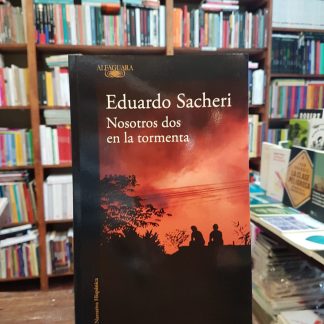 ALFAGUARA
Eduardo Sacheri
Nosotros dos
en la tormenta
Narrativa Hispánica